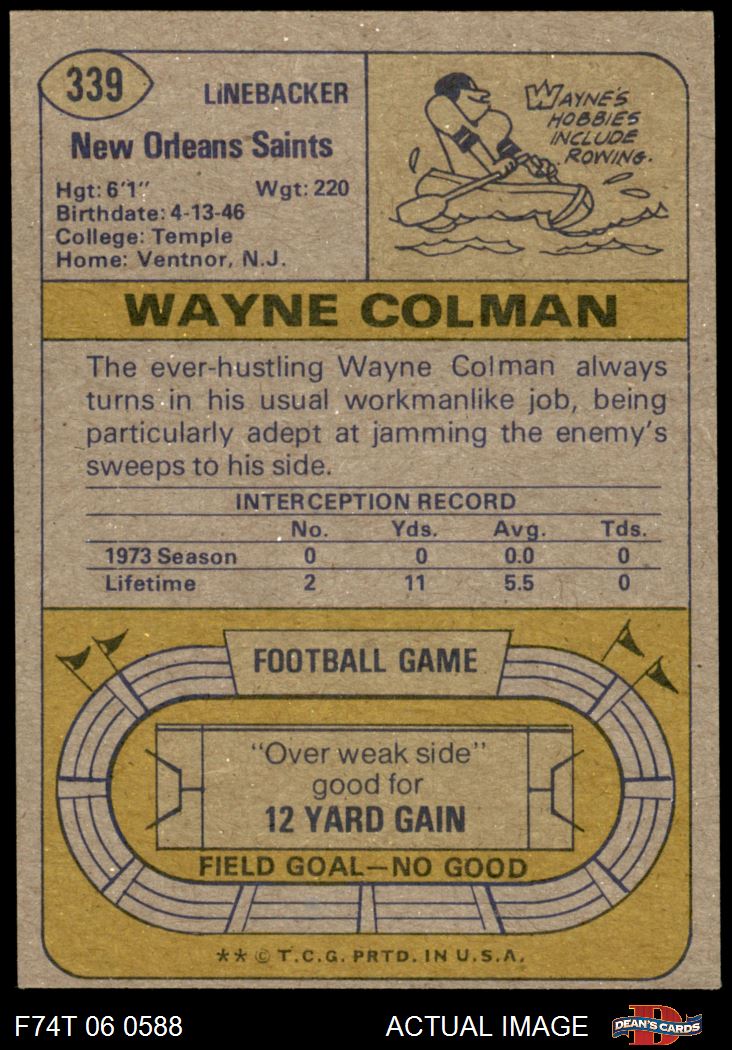 339
LINEBACKER
New Orleans Saints
Hgt: 6'1" Wgt: 220
Birthdate: 4-13-46
College: Temple
Home: Ventnor, N.J.
WAYNE'S
HOBBIES
INCLUDE
ROWING.
WAYNE COLMAN
The ever-hustling Wayne Colman always
turns in his usual workmanlike job, being
particularly adept at jamming the enemy's
sweeps to his side.
INTERCEPTION RECORD
No. Yds. Avg. Tds.
1973 Season 0 0 0.0 0
Lifetime 2 11 5.5 0
FOOTBALL GAME
"Over weak side"
good for
12 YARD GAIN
FIELD GOAL—NO GOOD
** © T.C.G. PRTD. IN U.S.A.
F74T 06 0588 ACTUAL IMAGE
D
DEAN'S CARDS